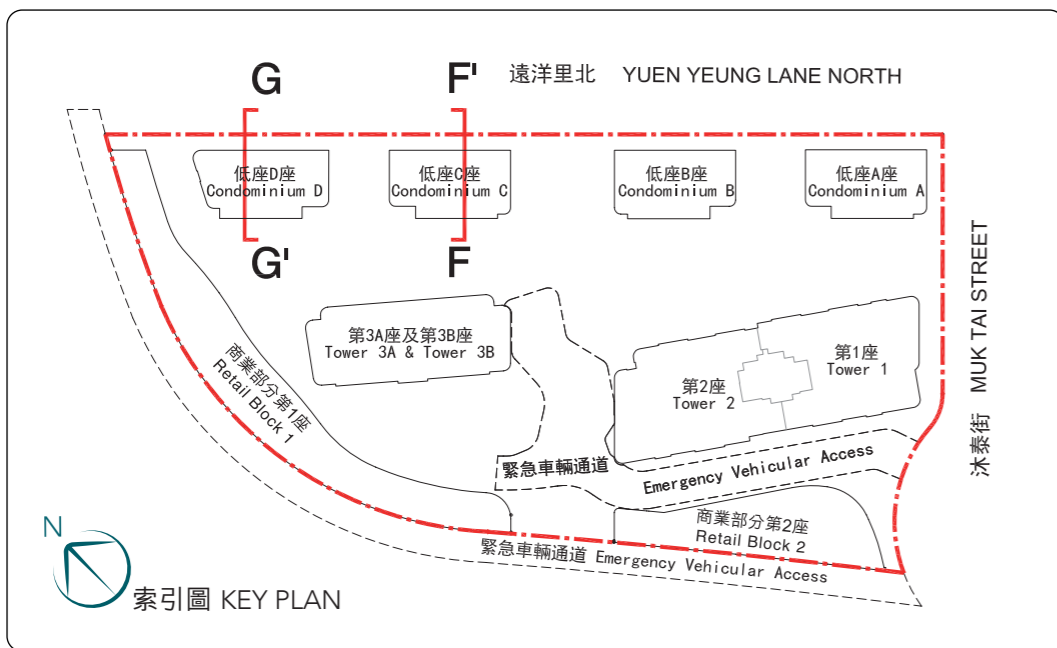 G
F'
遠洋里北 YUEN YEUNG LANE NORTH
低座D座
Condominium D
低座C座
Condominium C
低座B座
Condominium B
低座A座
Condominium A
G'
F
沐泰街 MUK TAI STREET
第3A座及第3B座
Tower 3A & Tower 3B
第1座
Tower 1
第2座
Tower 2
商業部分第1座
Retail Block 1
緊急車輛通道 Emergency Vehicular Access
商業部分第2座
Retail Block 2
緊急車輛通道 Emergency Vehicular Access
N
索引圖 KEY PLAN